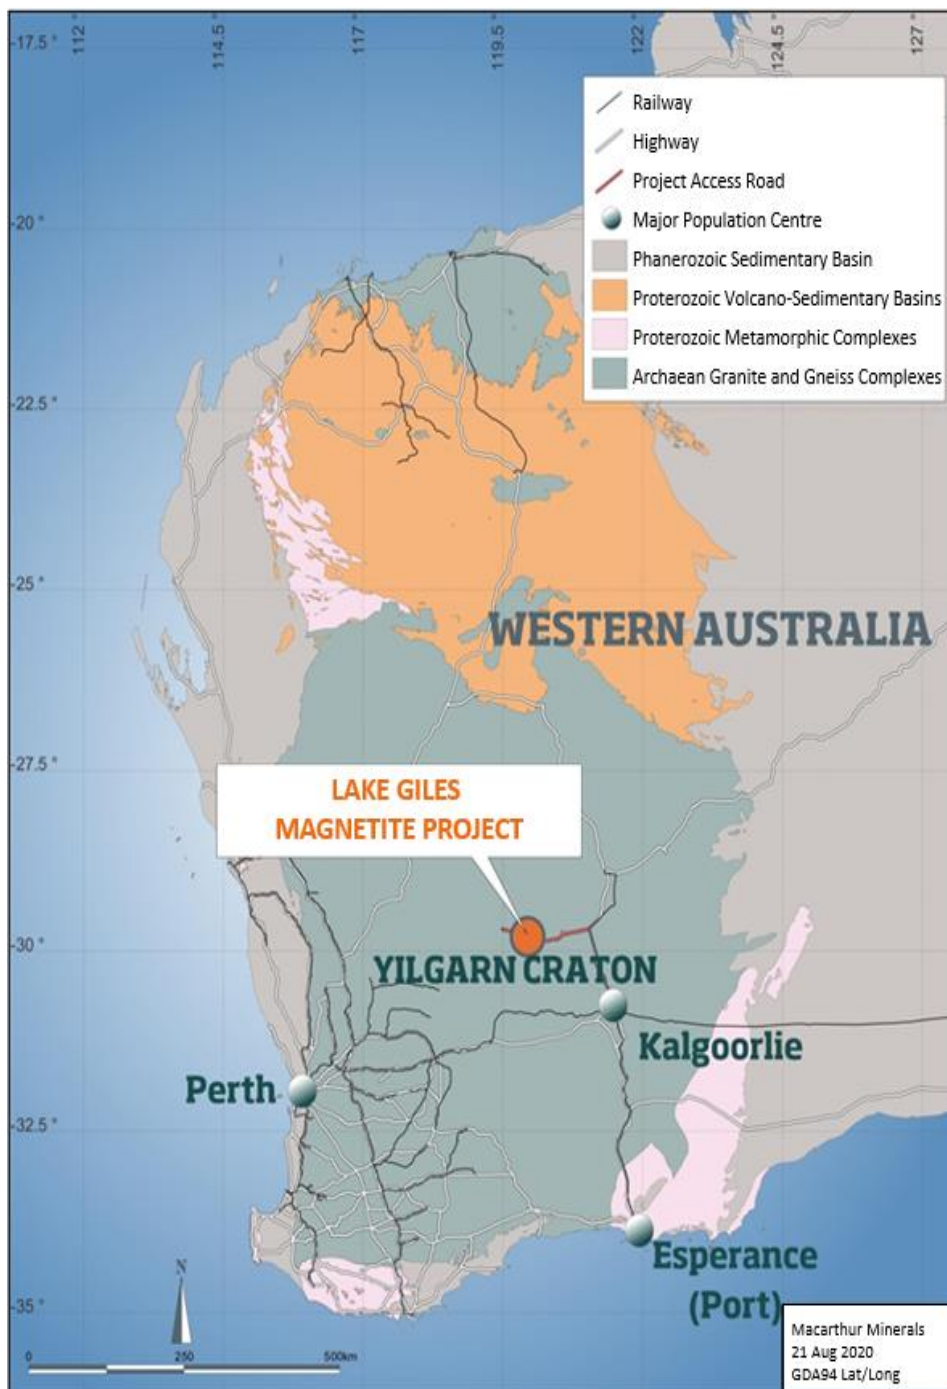 112
114.5
117
119.5
122
124.5
127
-17.5 °
-20 °
-22.5 °
-25 °
-27.5 °
-30 °
-32.5 °
-35 °
Railway
Highway
Project Access Road
Major Population Centre
Phanerozoic Sedimentary Basin
Proterozoic Volcano-Sedimentary Basins
Proterozoic Metamorphic Complexes
Archaean Granite and Gneiss Complexes
WESTERN AUSTRALIA
LAKE GILES
MAGNETITE PROJECT
YILGARN CRATON
Kalgoorlie
Perth
Esperance
(Port)
N
0 250 500km
Macarthur Minerals
21 Aug 2020
GDA94 Lat/Long